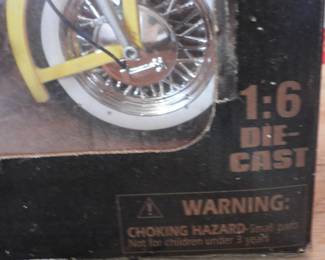 1:6
DIE-
CAST
WARNING:
CHOKING HAZARD-Small parts
Not for children under 3 years